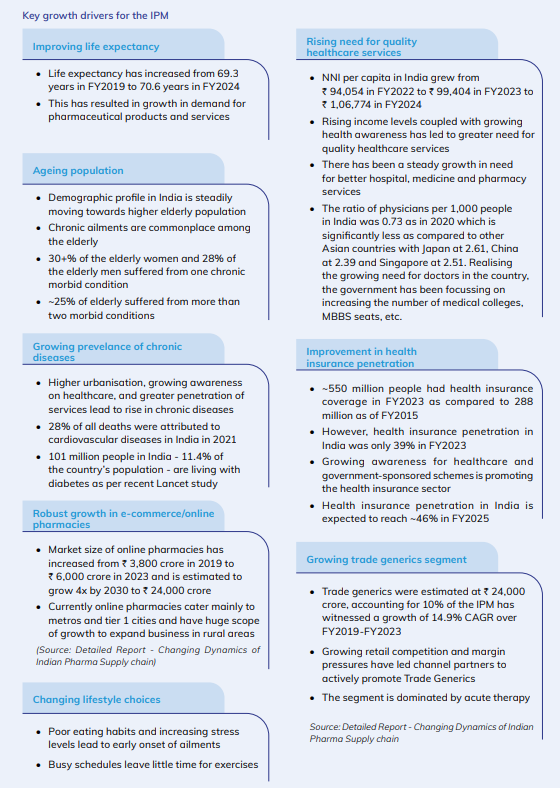 Key growth drivers for the IPM
Improving life expectancy
• Life expectancy has increased from 69.3
years in FY2019 to 70.6 years in FY2024
• This has resulted in growth in demand for
pharmaceutical products and services
Ageing population
• Demographic profile in India is steadily
moving towards higher elderly population
• Chronic ailments are commonplace among
the elderly
• 30+% of the elderly women and 28% of
the elderly men suffered from one chronic
morbid condition
• ~25% of elderly suffered from more than
two morbid conditions
Growing prevelance of chronic
diseases
• Higher urbanisation, growing awareness
on healthcare, and greater penetration of
services lead to rise in chronic diseases
• 28% of all deaths were attributed to
cardiovascular diseases in India in 2021
• 101 million people in India - 11.4% of
the country's population - are living with
diabetes as per recent Lancet study
Robust growth in e-commerce/online
pharmacies
• Market size of online pharmacies has
increased from ₹ 3,800 crore in 2019 to
₹ 6,000 crore in 2023 and is estimated to
grow 4x by 2030 to ₹ 24,000 crore
• Currently online pharmacies cater mainly to
metros and tier 1 cities and have huge scope
of growth to expand business in rural areas
(Source: Detailed Report - Changing Dynamics of
Indian Pharma Supply chain)
Changing lifestyle choices
• Poor eating habits and increasing stress
levels lead to early onset of ailments
• Busy schedules leave little time for exercises
Rising need for quality
healthcare services
• NNI per capita in India grew from
₹ 94,054 in FY2022 to ₹ 99,404 in FY2023 to
₹ 1,06,774 in FY2024
• Rising income levels coupled with growing
health awareness has led to greater need for
quality healthcare services
• There has been a steady growth in need
for better hospital, medicine and pharmacy
services
• The ratio of physicians per 1,000 people
in India was 0.73 as in 2020 which is
significantly less as compared to other
Asian countries with Japan at 2.61, China
at 2.39 and Singapore at 2.51. Realising
the growing need for doctors in the country,
the government has been focussing on
increasing the number of medical colleges,
MBBS seats, etc.
Improvement in health
insurance penetration
• ~550 million people had health insurance
coverage in FY2023 as compared to 288
million as of FY2015
• However, health insurance penetration in
India was only 39% in FY2023
• Growing awareness for healthcare and
government-sponsored schemes is promoting
the health insurance sector
• Health insurance penetration in India is
expected to reach ~46% in FY2025
Growing trade generics segment
• Trade generics were estimated at ₹ 24,000
crore, accounting for 10% of the IPM has
witnessed a growth of 14.9% CAGR over
FY2019-FY2023
• Growing retail competition and margin
pressures have led channel partners to
actively promote Trade Generics
• The segment is dominated by acute therapy
Source: Detailed Report - Changing Dynamics of Indian
Pharma Supply chain